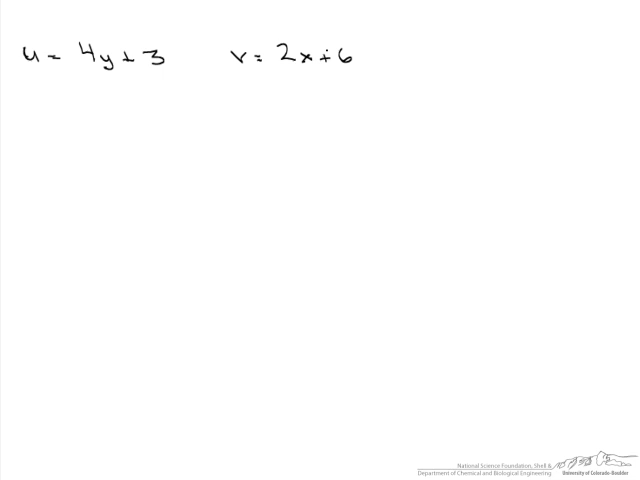 u = 4y + 3 v = 2x + 6
National Science Foundation, Shell &
Department of Chemical and Biological Engineering
University of Colorado-Boulder